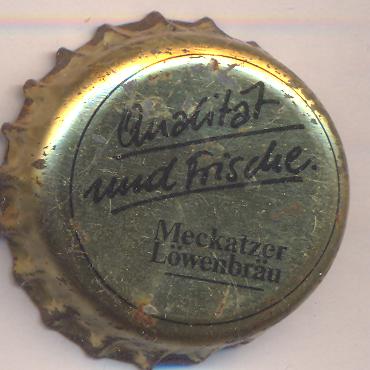 Qualität
und Frische.
Meckatzer
Löwenbräu